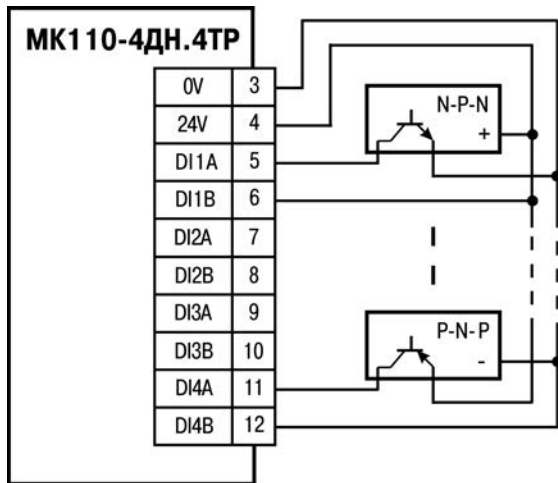 МК110-4ДН.4ТР
0V 3
24V 4
DI1A 5
DI1B 6
DI2A 7
DI2B 8
DI3A 9
DI3B 10
DI4A 11
DI4B 12
N-P-N
+
P-N-P
-